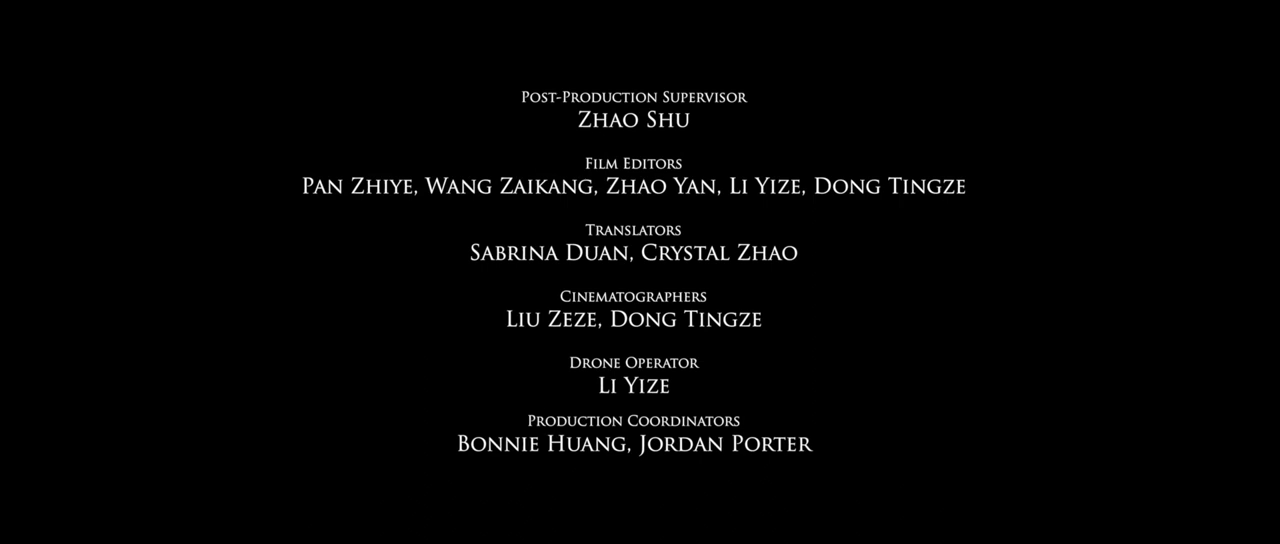 Post-Production Supervisor
Zhao Shu
Film Editors
Pan Zhiye, Wang Zaikang, Zhao Yan, Li Yize, Dong Tingze
Translators
Sabrina Duan, Crystal Zhao
Cinematographers
Liu Zeze, Dong Tingze
Drone Operator
Li Yize
Production Coordinators
Bonnie Huang, Jordan Porter